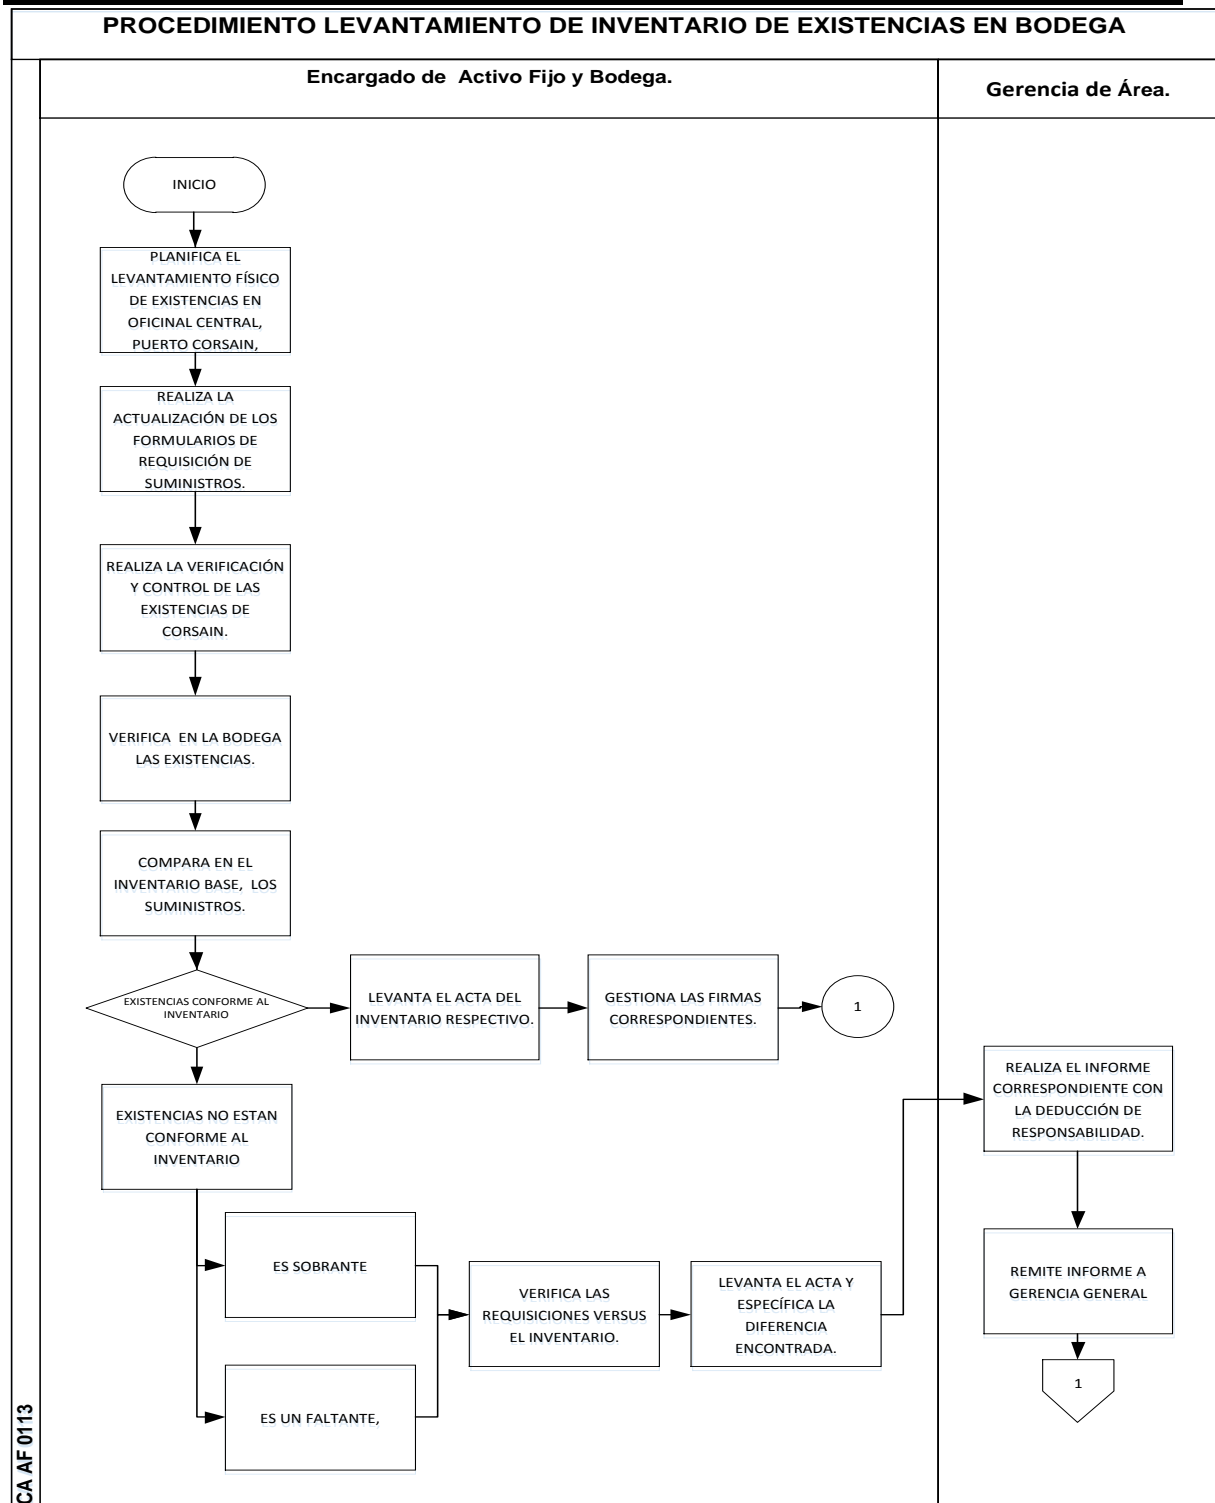 PROCEDIMIENTO LEVANTAMIENTO DE INVENTARIO DE EXISTENCIAS EN BODEGA
Encargado de Activo Fijo y Bodega.
Gerencia de Área.
INICIO
PLANIFICA EL
LEVANTAMIENTO FÍSICO
DE EXISTENCIAS EN
OFICINAL CENTRAL,
PUERTO CORSAIN,
REALIZA LA
ACTUALIZACIÓN DE LOS
FORMULARIOS DE
REQUISICIÓN DE
SUMINISTROS.
REALIZA LA VERIFICACIÓN
Y CONTROL DE LAS
EXISTENCIAS DE
CORSAIN.
VERIFICA EN LA BODEGA
LAS EXISTENCIAS.
COMPARA EN EL
INVENTARIO BASE, LOS
SUMINISTROS.
EXISTENCIAS CONFORME AL
INVENTARIO
LEVANTA EL ACTA DEL
INVENTARIO RESPECTIVO.
GESTIONA LAS FIRMAS
CORRESPONDIENTES.
1
EXISTENCIAS NO ESTAN
CONFORME AL
INVENTARIO
ES SOBRANTE
ES UN FALTANTE,
VERIFICA LAS
REQUISICIONES VERSUS
EL INVENTARIO.
LEVANTA EL ACTA Y
ESPECÍFICA LA
DIFERENCIA
ENCONTRADA.
REALIZA EL INFORME
CORRESPONDIENTE CON
LA DEDUCCIÓN DE
RESPONSABILIDAD.
REMITE INFORME A
GERENCIA GENERAL
1
CA AF 0113